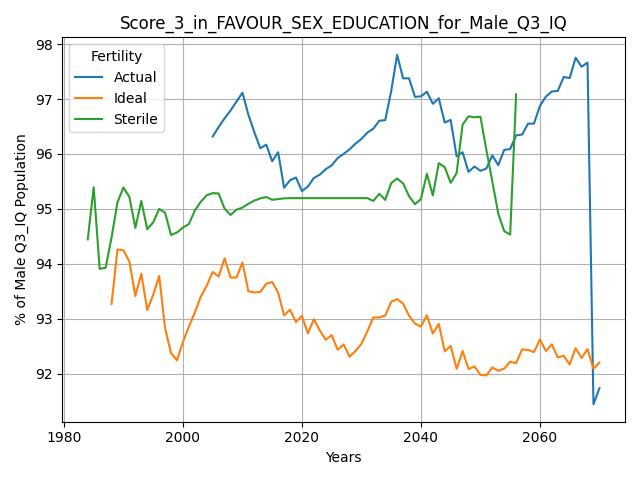 Score_3_in_FAVOUR_SEX_EDUCATION_for_Male_Q3_IQ
Fertility
Actual
Ideal
Sterile
% of Male Q3_IQ Population
98
97
96
95
94
93
92
1980
2000
2020
2040
2060
Years